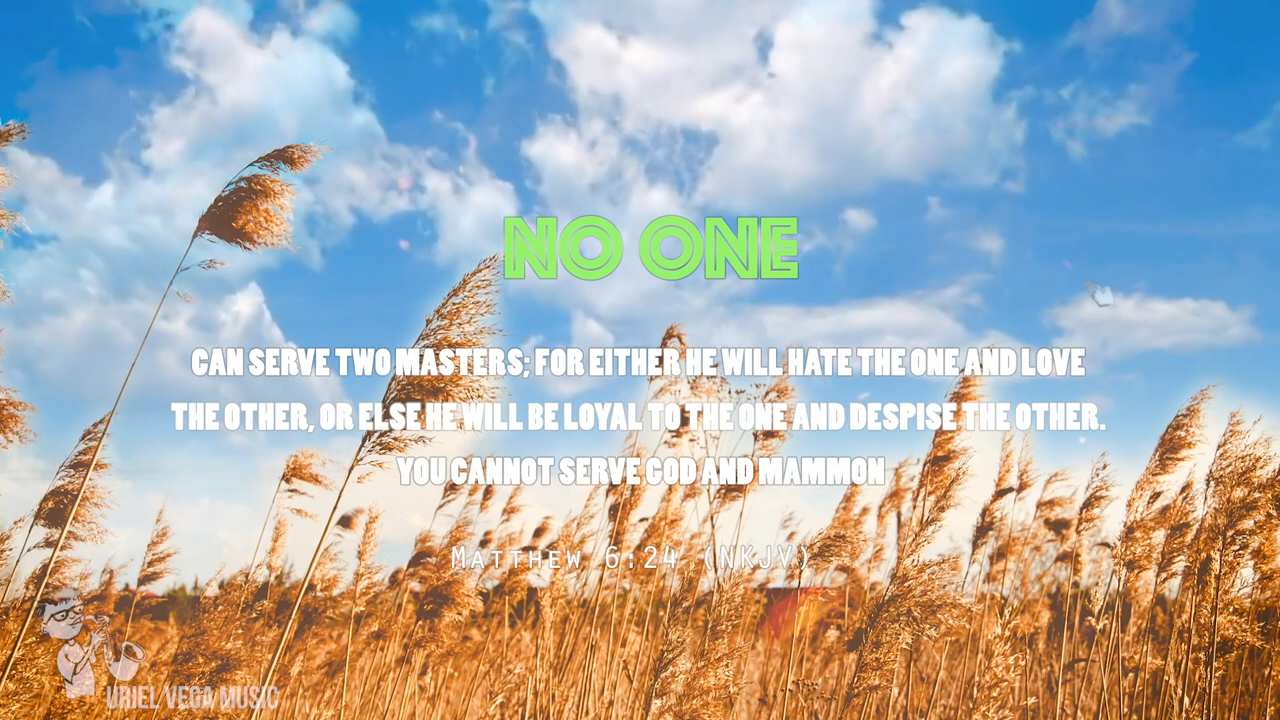 NO ONE
CAN SERVE TWO MASTERS; FOR EITHER HE WILL HATE THE ONE AND LOVE
THE OTHER, OR ELSE HE WILL BE LOYAL TO THE ONE AND DESPISE THE OTHER.
YOU CANNOT SERVE GOD AND MAMMON
Matthew 6:24 (NKJV)
URIEL VEGA MUSIC